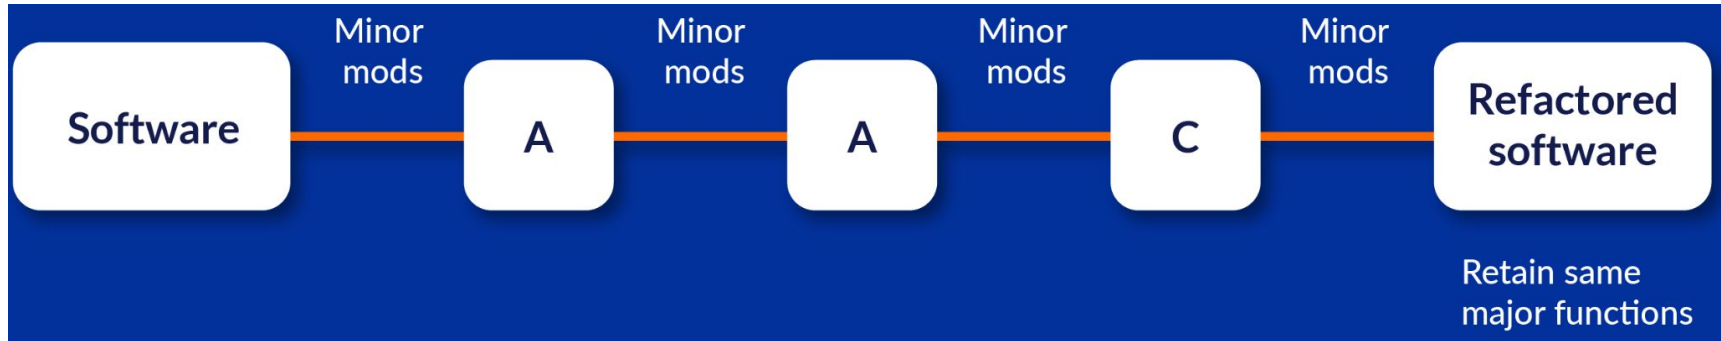 Minor
mods
Minor
mods
Minor
mods
Minor
mods
Software
A
A
C
Refactored
software
Retain same
major functions